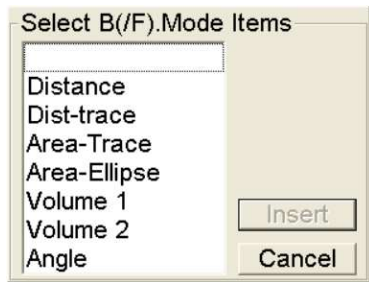 Select B(/F).Mode Items
Distance
Dist-trace
Area-Trace
Area-Ellipse
Volume 1
Volume 2
Angle
Insert
Cancel